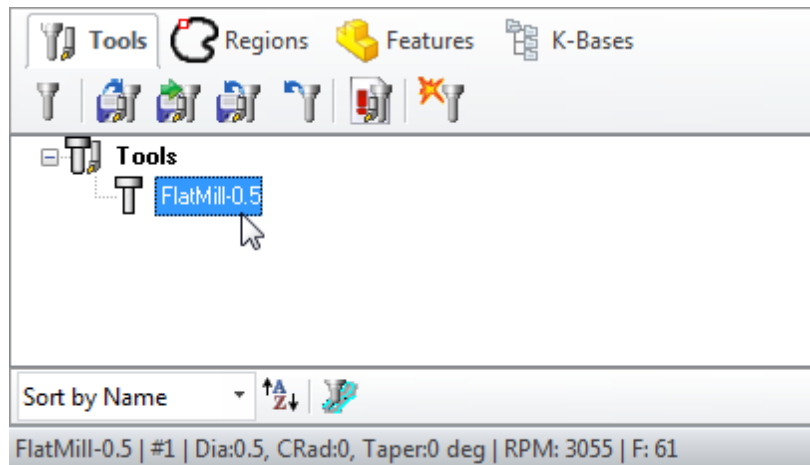 Tools Regions Features K-Bases
Tools
FlatMill-0.5
Sort by Name A Z
FlatMill-0.5 | #1 | Dia:0.5, CRad:0, Taper:0 deg | RPM: 3055 | F: 61